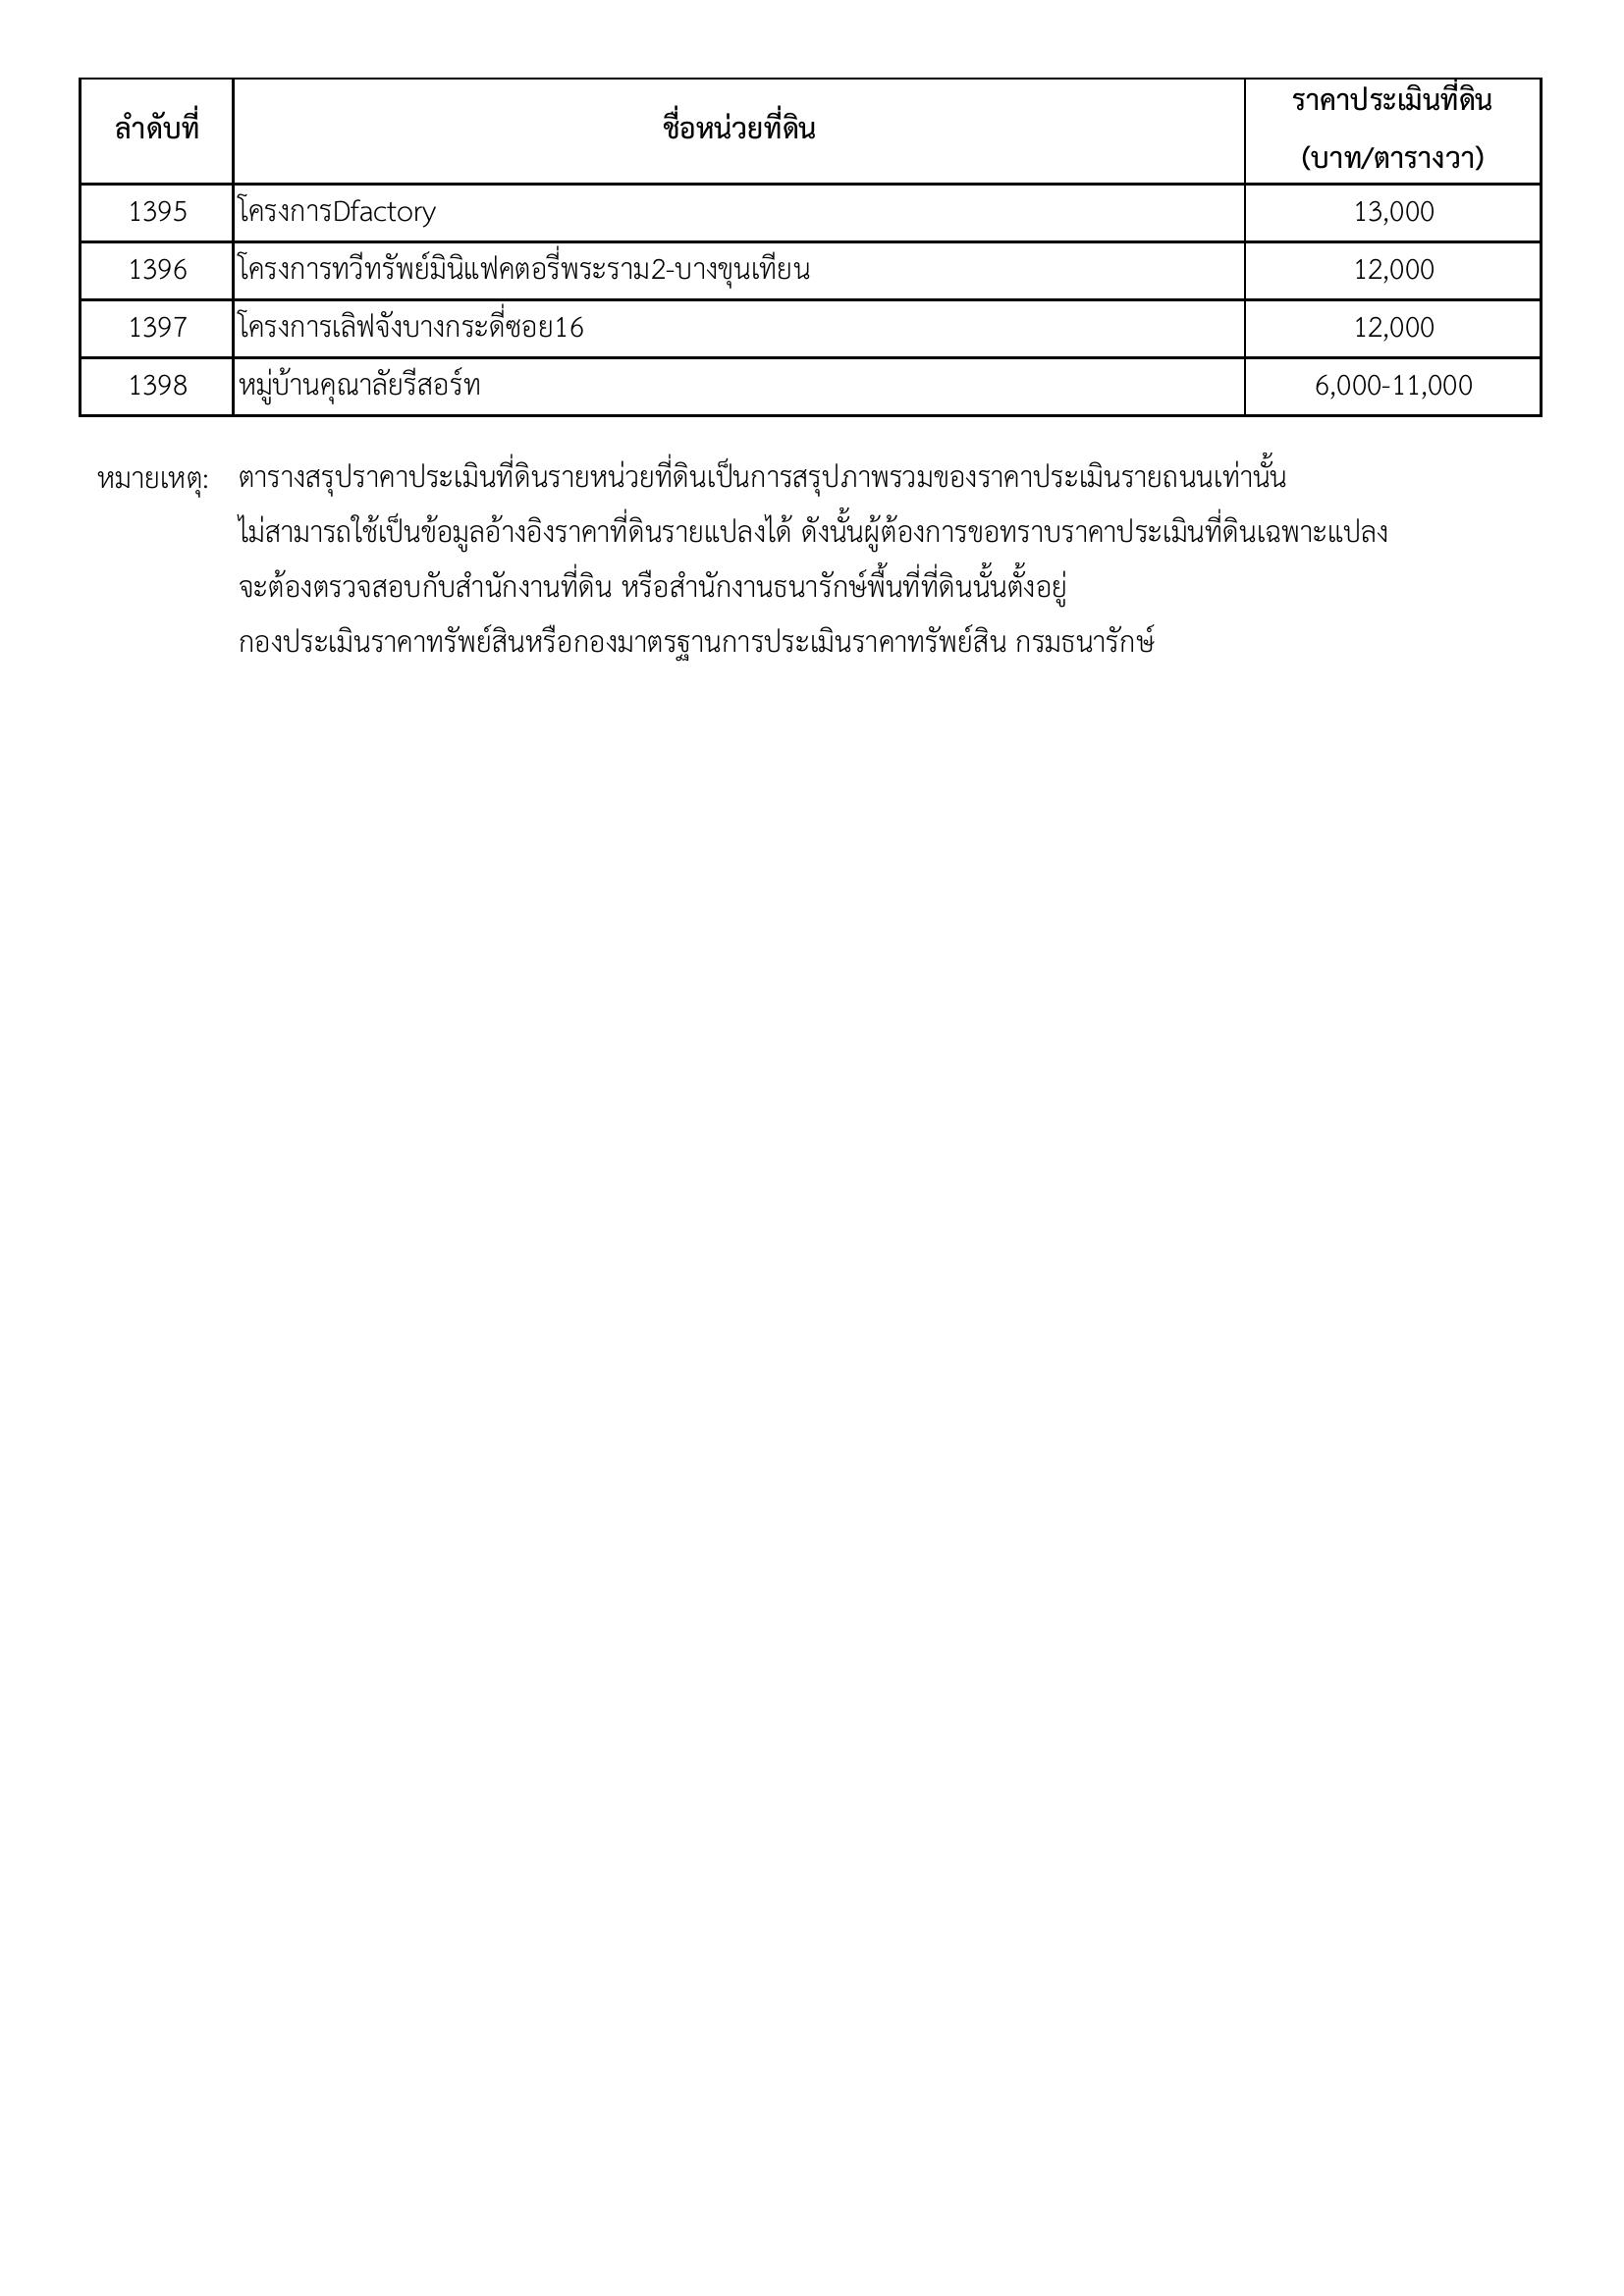 ลำดับที่ ชื่อหน่วยที่ดิน ราคาประเมินที่ดิน
(บาท/ตารางวา)
1395 โครงการDfactory 13,000
1396 โครงการทวีทรัพย์มินิแฟคตอรี่พระราม2-บางขุนเทียน 12,000
1397 โครงการเลิฟจังบางกระดี่ซอย16 12,000
1398 หมู่บ้านคุณาลัยรีสอร์ท 6,000-11,000
หมายเหตุ: ตารางสรุปราคาประเมินที่ดินรายหน่วยที่ดินเป็นการสรุปภาพรวมของราคาประเมินรายถนนเท่านั้น
ไม่สามารถใช้เป็นข้อมูลอ้างอิงราคาที่ดินรายแปลงได้ ดังนั้นผู้ต้องการขอทราบราคาประเมินที่ดินเฉพาะแปลง
จะต้องตรวจสอบกับสำนักงานที่ดิน หรือสำนักงานธนารักษ์พื้นที่ที่ดินนั้นตั้งอยู่
กองประเมินราคาทรัพย์สินหรือกองมาตรฐานการประเมินราคาทรัพย์สิน กรมธนารักษ์